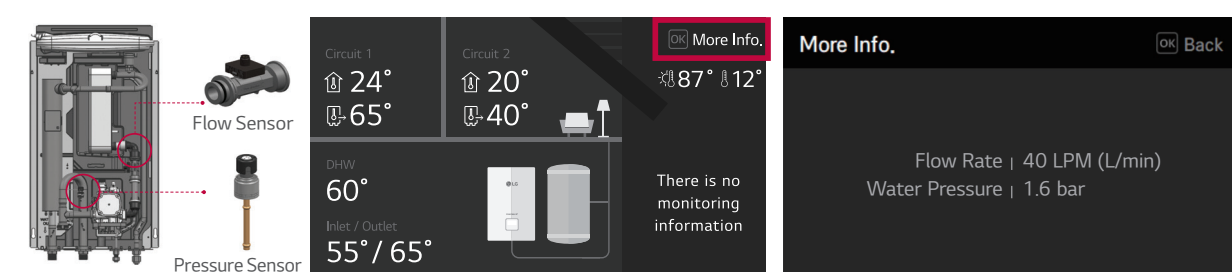 Flow Sensor
Pressure Sensor
Circuit 1
24°
65°
Circuit 2
20°
40°
DHW
60°
Inlet / Outlet
55°/ 65°
LG
OK More Info.
87° 12°
There is no
monitoring
information
More Info.
OK Back
Flow Rate | 40 LPM (L/min)
Water Pressure | 1.6 bar